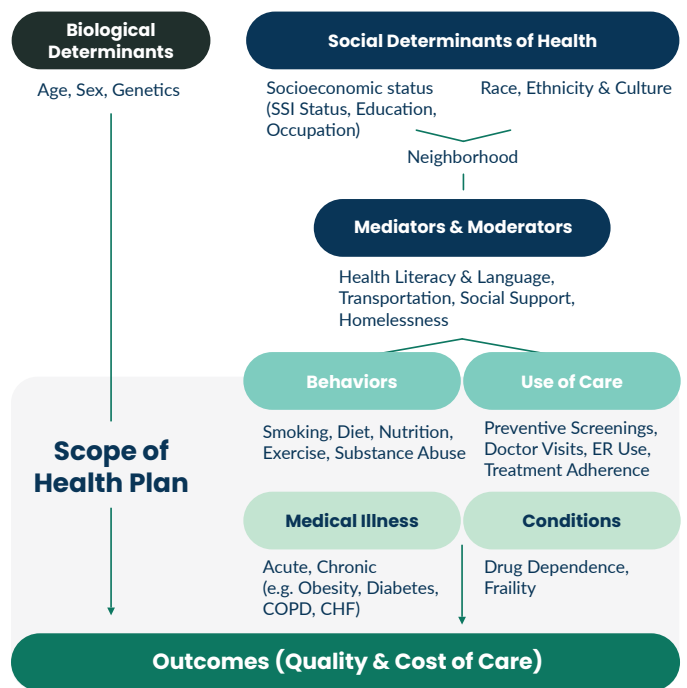 Biological
Determinants
Social Determinants of Health
Age, Sex, Genetics
Socioeconomic status
(SSI Status, Education,
Occupation)
Race, Ethnicity & Culture
Neighborhood
Mediators & Moderators
Health Literacy & Language,
Transportation, Social Support,
Homelessness
Behaviors
Use of Care
Smoking, Diet, Nutrition,
Exercise, Substance Abuse
Preventive Screenings,
Doctor Visits, ER Use,
Treatment Adherence
Scope of
Health Plan
Medical Illness
Conditions
Acute, Chronic
(e.g. Obesity, Diabetes,
COPD, CHF)
Drug Dependence,
Fraility
Outcomes (Quality & Cost of Care)